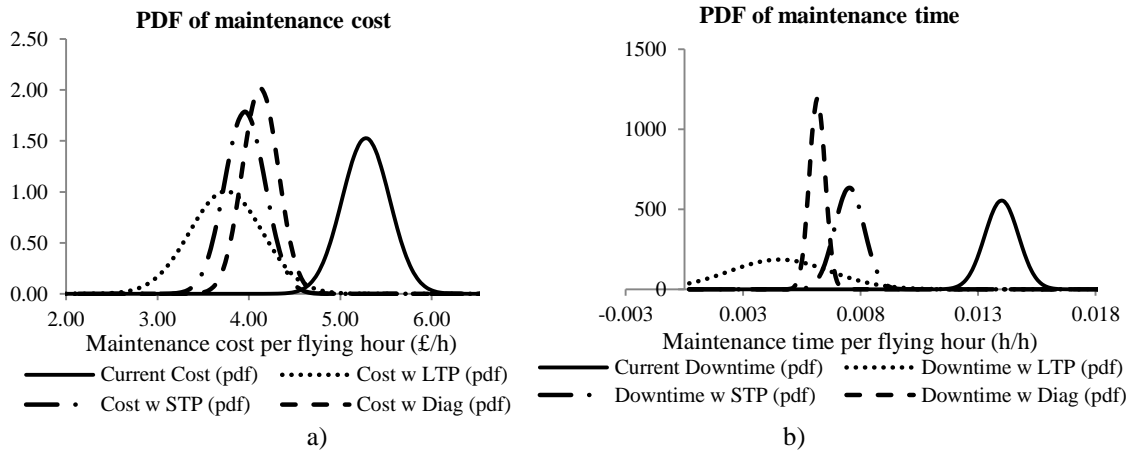 PDF of maintenance cost
2.50
2.00
1.50
1.00
0.50
0.00
2.00 3.00 4.00 5.00 6.00
Maintenance cost per flying hour (£/h)
Current Cost (pdf) Cost w LTP (pdf)
Cost w STP (pdf) Cost w Diag (pdf)
a)
PDF of maintenance time
1500
1000
500
0
-0.003 0.003 0.008 0.013 0.018
Maintenance time per flying hour (h/h)
Current Downtime (pdf) Downtime w LTP (pdf)
Downtime w STP (pdf) Downtime w Diag (pdf)
b)